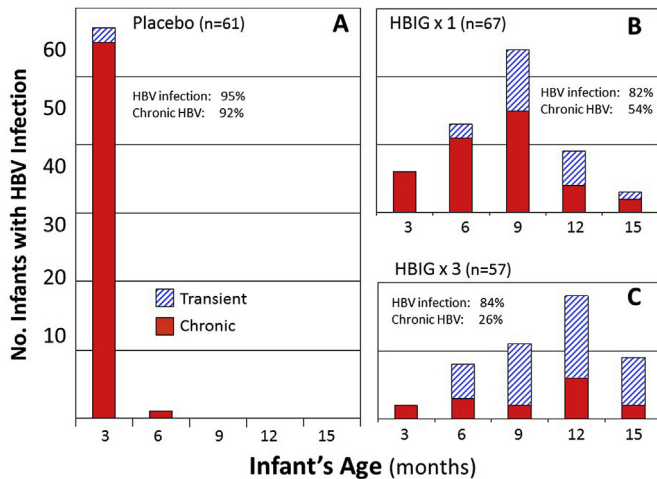 Placebo (n=61)
A
60
50
40
30
20
10
No. Infants with HBV Infection
HBV infection: 95%
Chronic HBV: 92%
Transient
Chronic
3 6 9 12 15
HBIG x 1 (n=67)
B
HBV infection: 82%
Chronic HBV: 54%
3 6 9 12 15
HBIG x 3 (n=57)
C
HBV infection: 84%
Chronic HBV: 26%
3 6 9 12 15
Infant's Age (months)